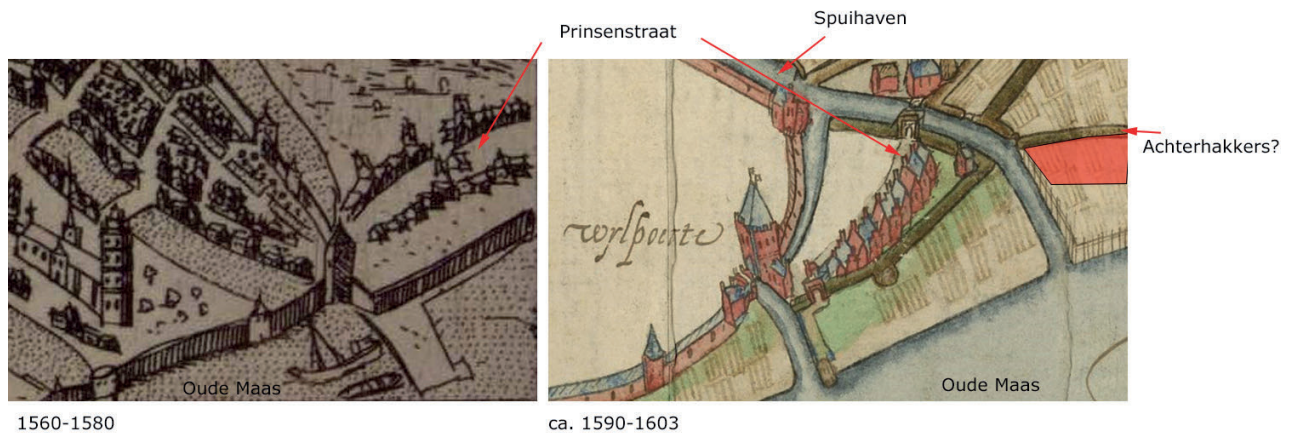 Spuihaven
Prinsenstraat
Achterhakkers?
wylpoorte
Oude Maas
Oude Maas
1560-1580
ca. 1590-1603